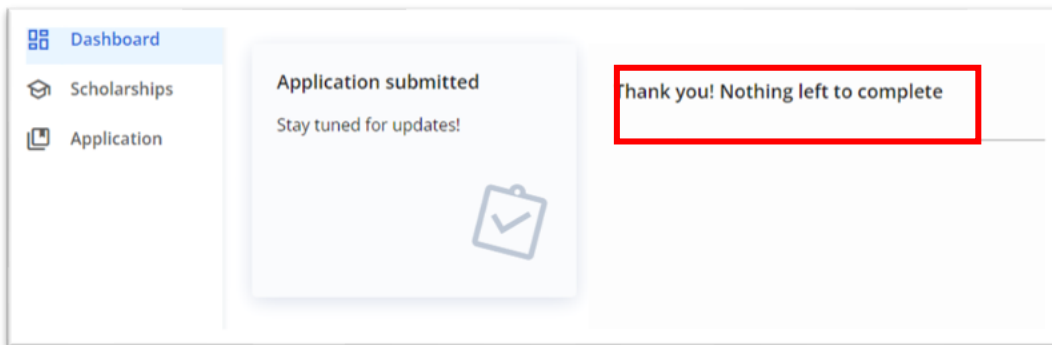 Dashboard
Scholarships
Application
Application submitted
Stay tuned for updates!
Thank you! Nothing left to complete